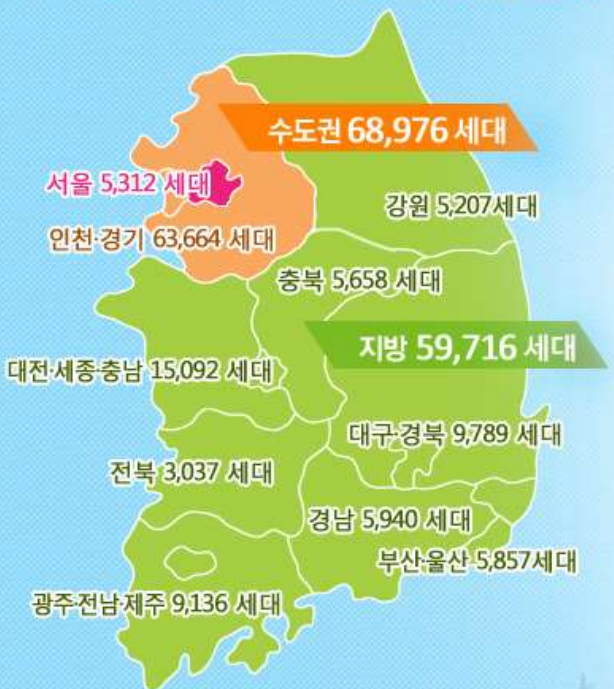 수도권 68,976 세대
서울 5,312 세대
강원 5,207세대
인천·경기 63,664 세대
충북 5,658 세대
지방 59,716 세대
대전·세종·충남 15,092 세대
대구·경북 9,789 세대
전북 3,037 세대
경남 5,940 세대
부산·울산 5,857세대
광주·전남·제주 9,136 세대